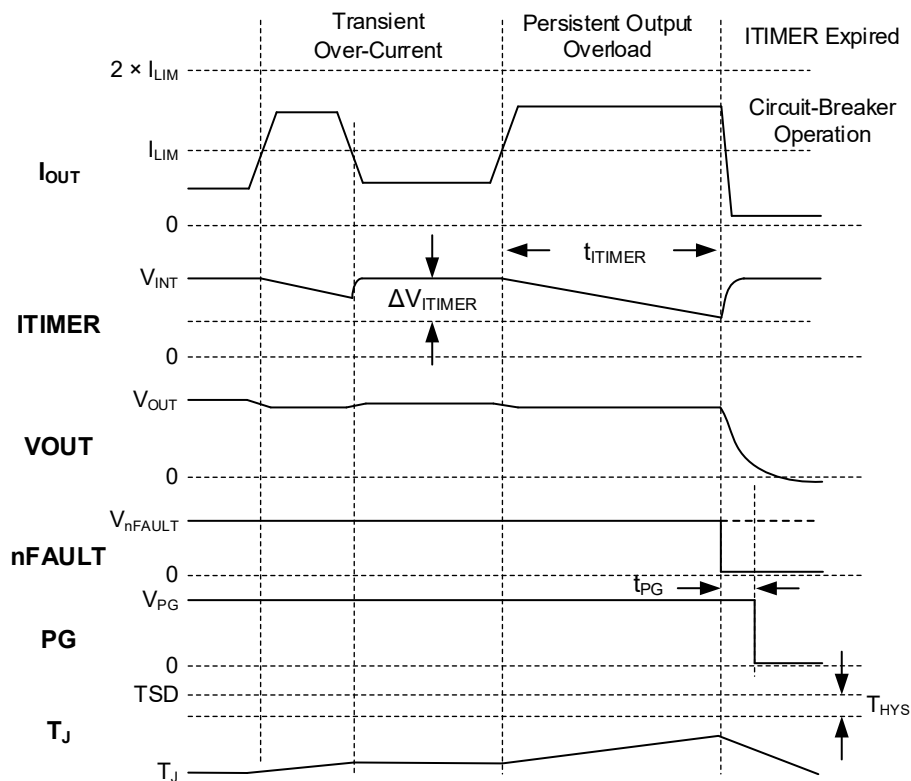 Transient
Over-Current
Persistent Output
Overload
ITIMER Expired
2 × ILIM
Circuit-Breaker
Operation
ILIM
IOUT
0
tITIMER
VINT
ΔVITIMER
ITIMER
0
VOUT
VOUT
0
VnFAULT
nFAULT
0
tPG
VPG
PG
0
TSD
THYS
TJ
TJ